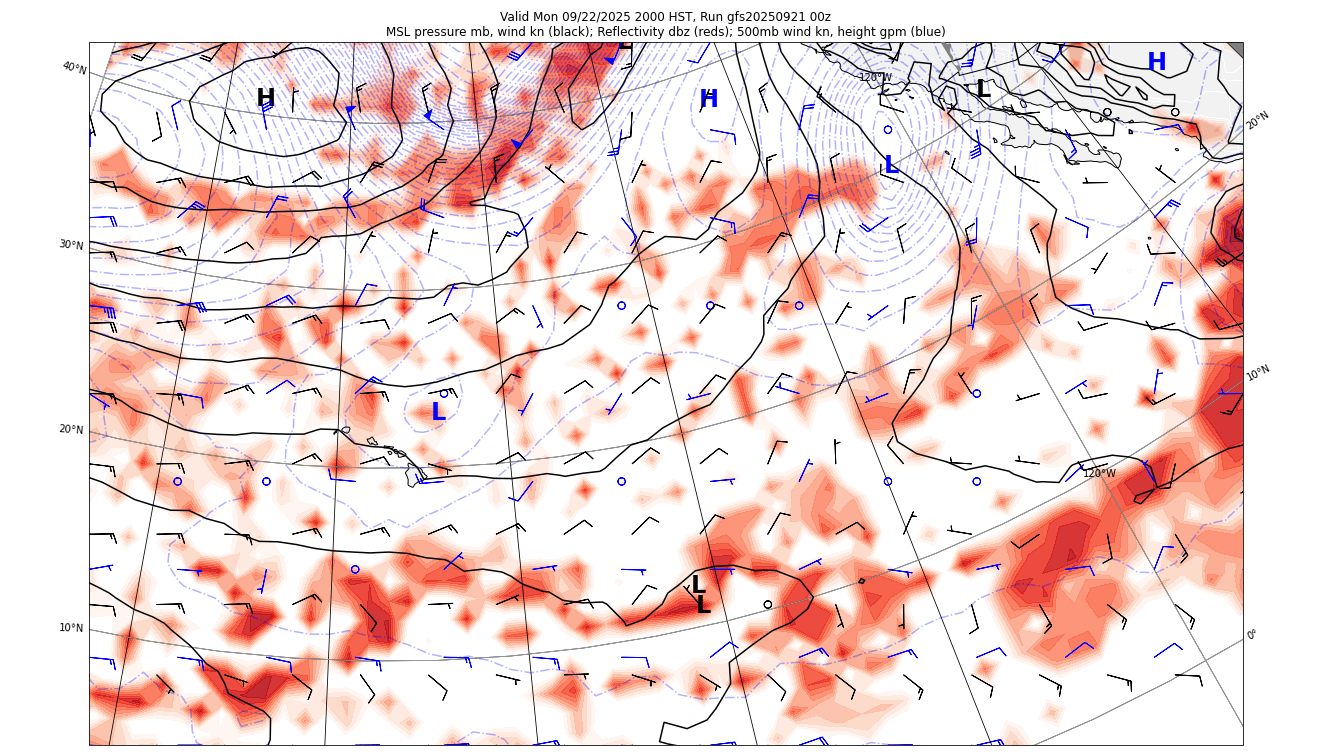 Valid Mon 09/22/2025 2000 HST, Run gfs20250921 00z
MSL pressure mb, wind kn (black); Reflectivity dbz (reds); 500mb wind kn, height gpm (blue)
L
40°N
120°W
H
H
H
L
20°N
L
30°N
10°N
L
20°N
120°W
L
L
10°N
0°